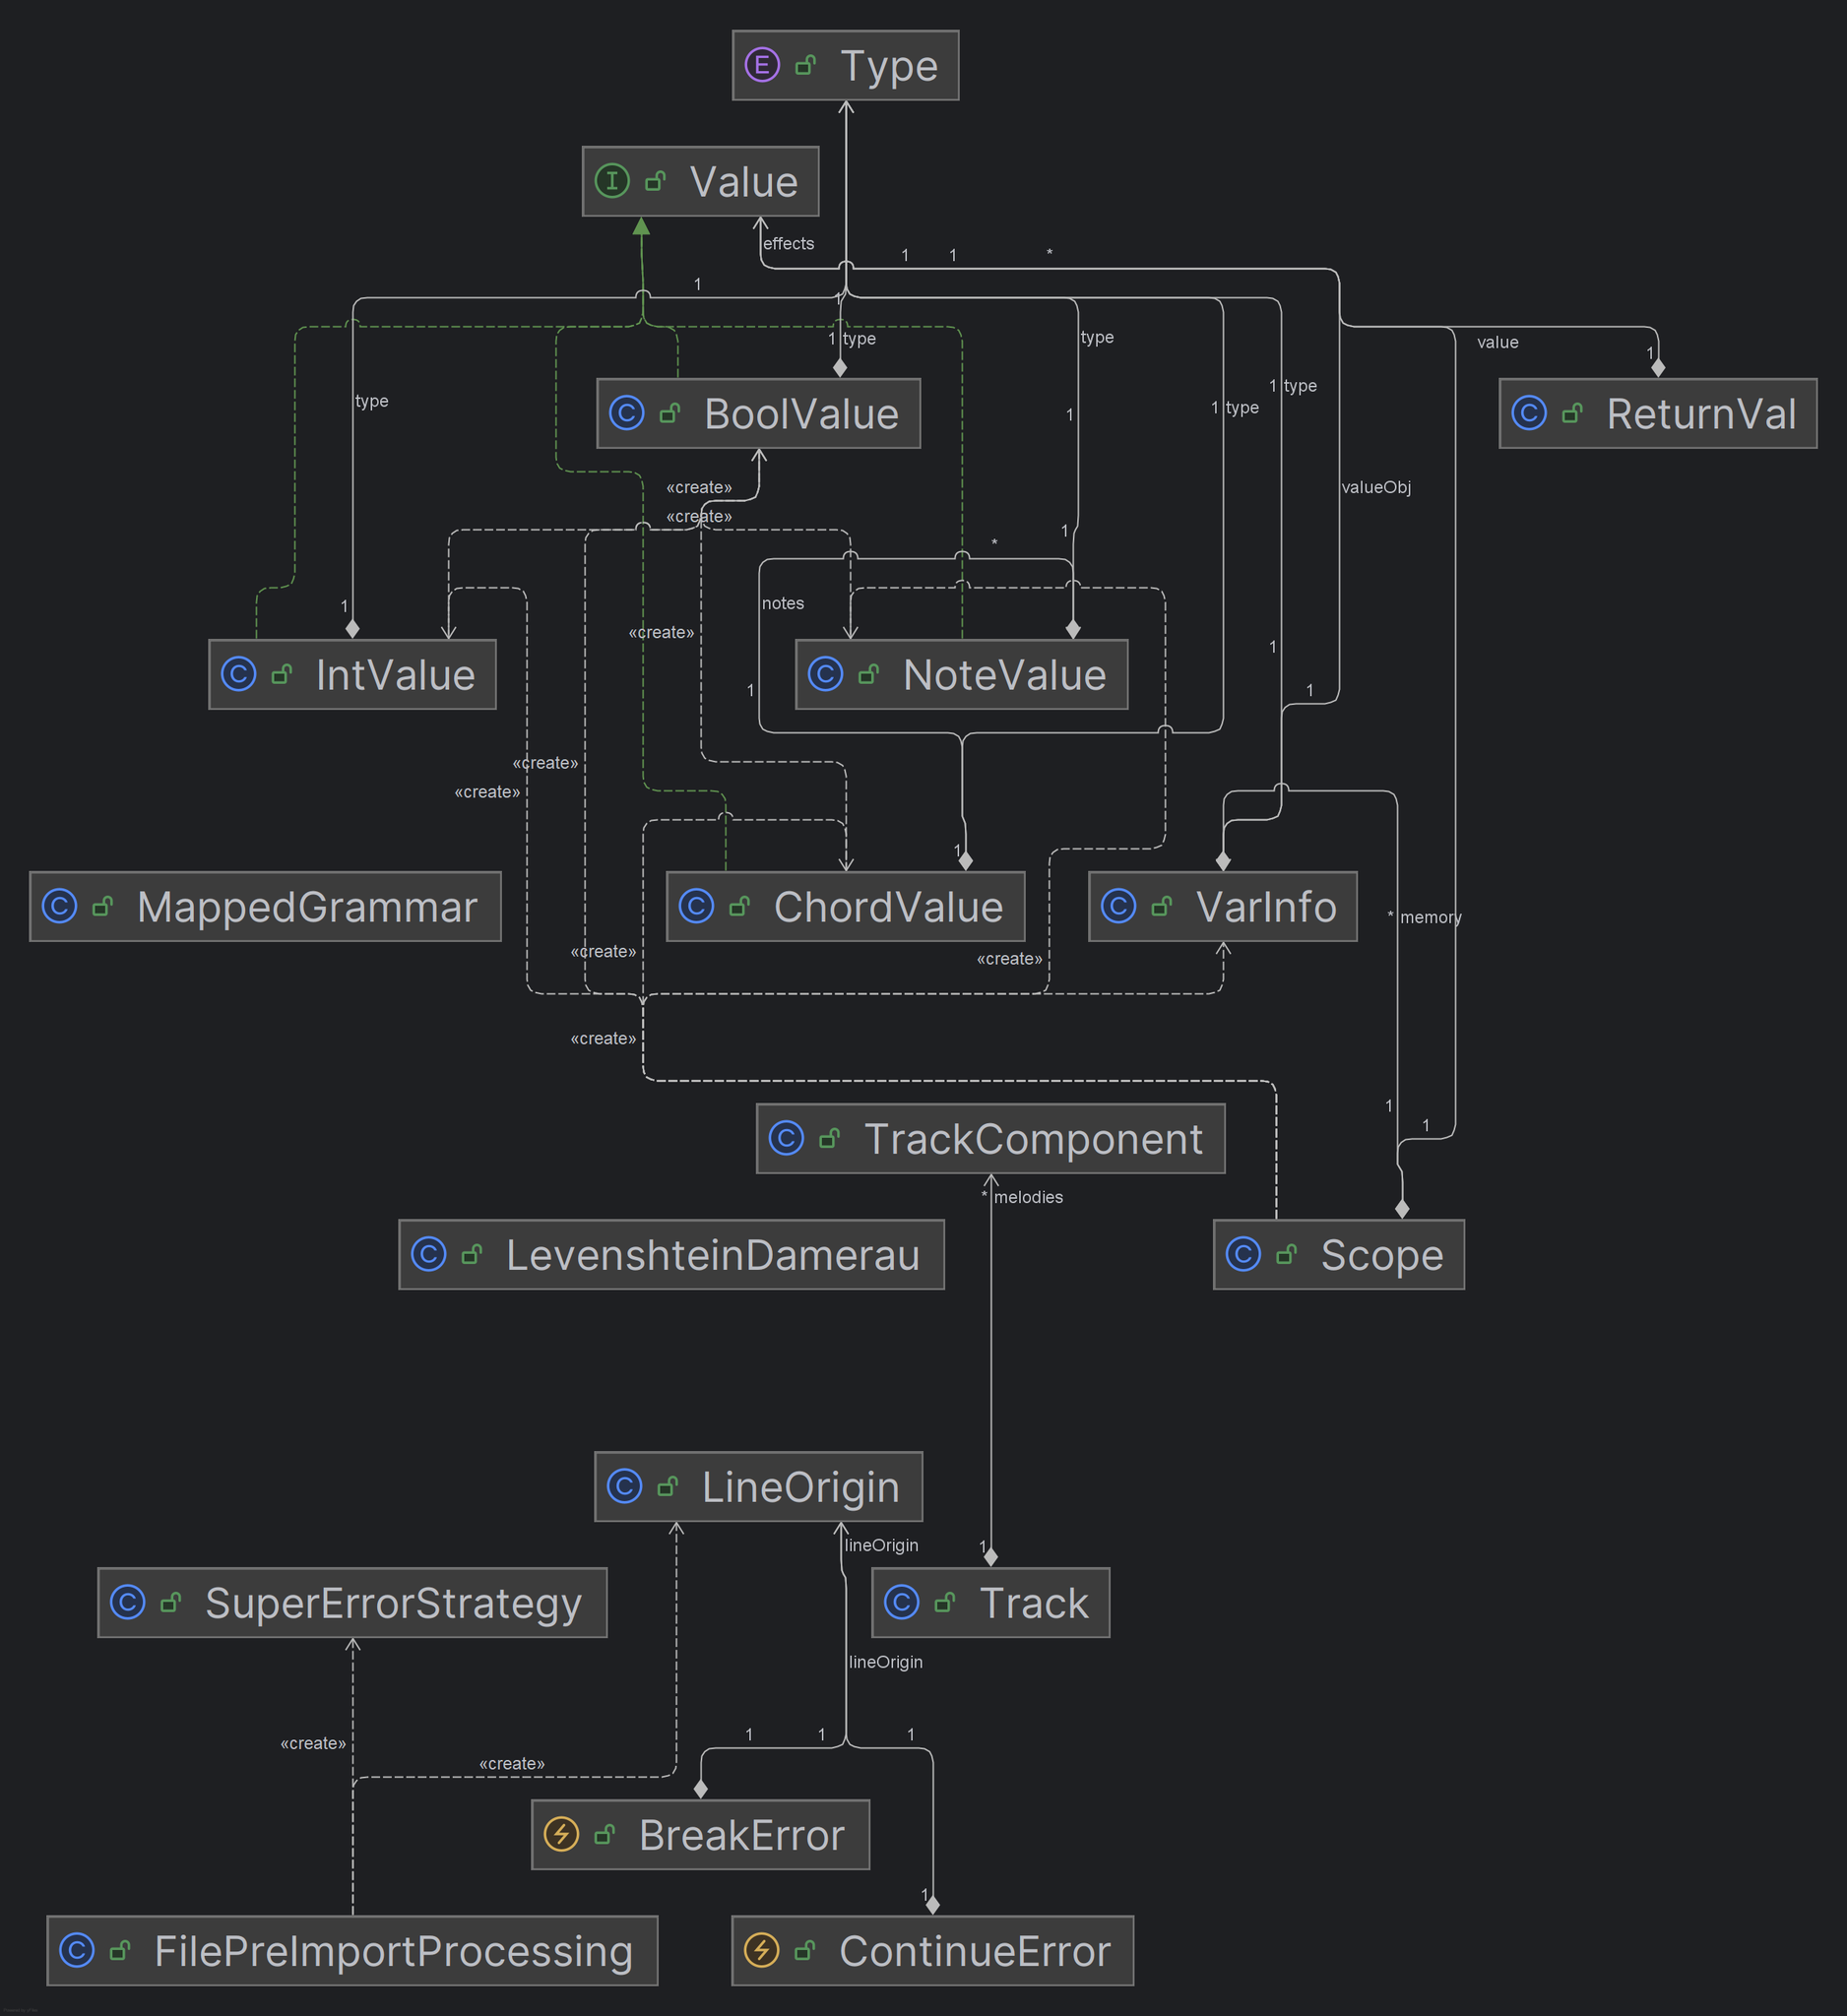 E Type
I Value
effects
1 1 *
1
1
1 type
type
value
1
type
1 type
1 type
1
C BoolValue
C ReturnVal
«create»
valueObj
«create»
1
*
1
notes
«create»
1
C IntValue
C NoteValue
1
1
«create»
«create»
1
C MappedGrammar
C ChordValue
C VarInfo
* memory
«create»
«create»
«create»
1
1
C TrackComponent
* melodies
C LevenshteinDamerau
C Scope
C LineOrigin
lineOrigin
1
C SuperErrorStrategy
C Track
lineOrigin
1 1 1
«create»
«create»
BreakError
1
C FilePreImportProcessing
ContinueError